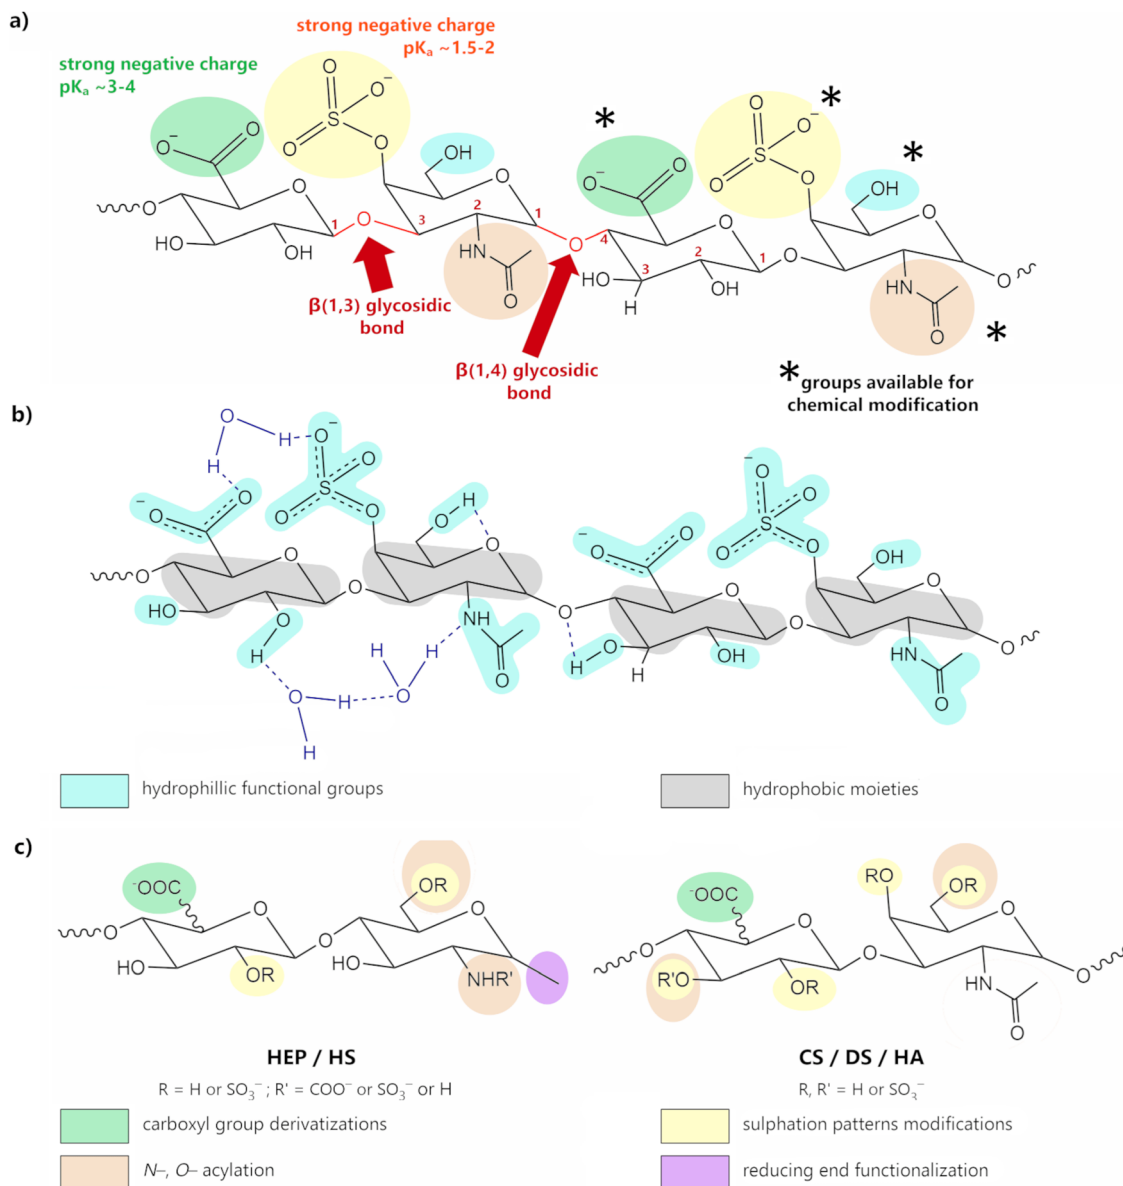 a)
strong negative charge
pKa ~1.5-2
strong negative charge
pKa ~3-4
O
O−
S
O
O
O−
O
OH
O
O
O
HO
OH
1
O
3
2
1
NH
O
O
4
O−
O
O
HO
3
H
2
OH
1
O
O
O−
S
O
O
OH
O
NH
O
O
*
*
*
*
β(1,3) glycosidic
bond
β(1,4) glycosidic
bond
*groups available for
chemical modification
b)
O
H
H
O−
O
S
O
O
−O
O
O
O
HO
O
H
O
O
H
O
NH
O
O
H
H
O
O
H
H
O
H
−O
O
O
H
O
H
OH
O
O−
O
S
O
O
OH
O
NH
O
O
hydrophillic functional groups
hydrophobic moieties
c)
−OOC
O
O
HO
OR
O
OR
O
HO
NHR'
−OOC
O
O
R'O
OR
O
RO
OR
O
NH
O
O
HEP / HS
CS / DS / HA
R = H or SO3− ; R' = COO− or SO3− or H
R, R' = H or SO3−
carboxyl group derivatizations
sulphation patterns modifications
N–, O– acylation
reducing end functionalization